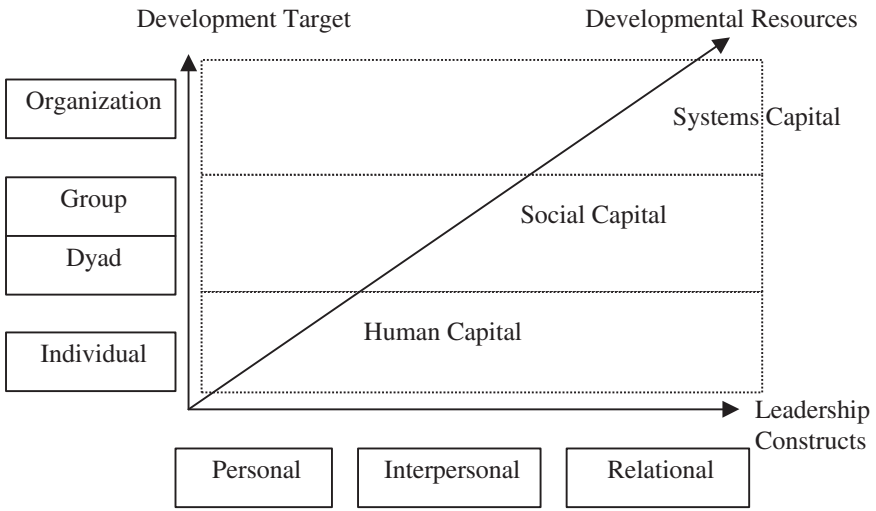 Development Target
Developmental Resources
Organization
Systems Capital
Group
Social Capital
Dyad
Human Capital
Individual
Leadership
Constructs
Personal
Interpersonal
Relational